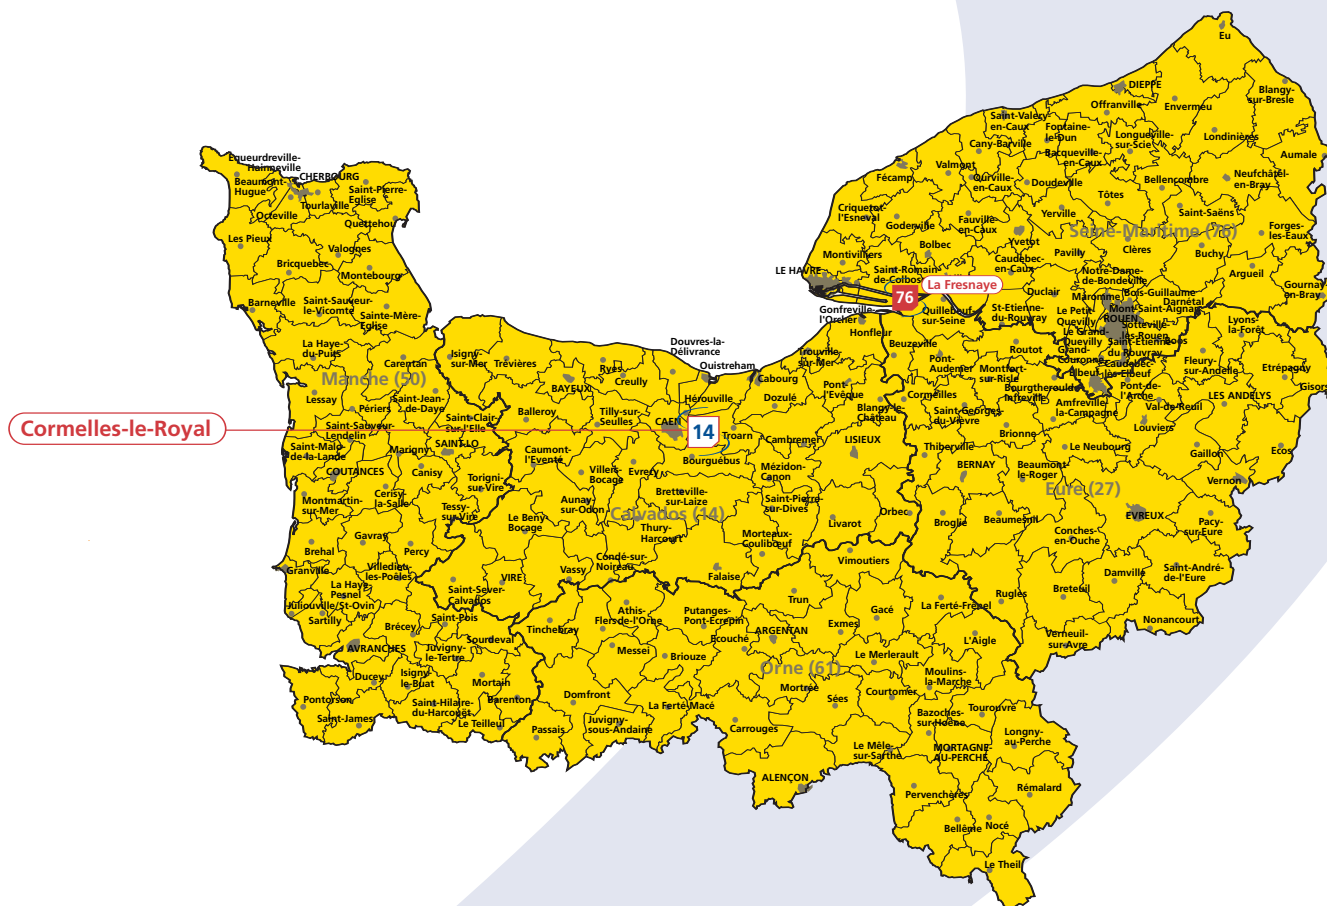 Eu
DIEPPE
Blangy-
sur-Bresle
Offranville
Envermeu
Saint-Valery-
en-Caux
Fontaine-
le-Dun
Longueville-
sur-Scie
Londinières
Cany-Barville
Bacqueville-
en-Caux
Aumale
Equeurdreville-
Hainneville
CHERBOURG
Beaumont-
Hugue
Saint-Pierre-
Eglise
Tourlaville
Octeville
Quettehou
Valmont
Fécamp
Ourville-
en-Caux
Doudeville
Bellencombre
Neufchâtel-
en-Bray
Tôtes
Criquetot-
l'Esneval
Goderville
Fauville-
en-Caux
Yerville
Saint-Saëns
Seine-Maritime (76)
Forges-
les-Eaux
Les Pieux
Valognes
Bricquebec
Montebourg
Bolbec
Yvetot
Montivilliers
Caudebec-
en-Caux
Pavilly
Clères
Buchy
LE HAVRE
Saint-Romain-
de-Colbosc
La Fresnaye
76
Notre-Dame-
de-Bondeville
Argueil
Gournay-
en-Bray
Duclair
Maromme
Bois-Guillaume
Darnétal
Barneville
Saint-Sauveur-
le-Vicomte
Sainte-Mère-
Eglise
Gonfreville-
l'Orcher
Quillebeuf-
sur-Seine
St-Etienne-
du-Rouvray
Le Petit-
Quevilly
Mont-
Saint-Aignan
ROUEN
Sotteville-
lès-Rouen
Lyons-
la-Forêt
Honfleur
Le Grand-
Quevilly
Saint-Etienne-
du Rouvray
Boos
La Haye-
du-Puits
Carentan
Isigny-
sur-Mer
Trévières
Ryes
Creully
Douvres-la-
Délivrance
Ouistreham
Cabourg
Trouville-
sur-Mer
Beuzeville
Routot
Grand-
Couronne
Fleury-
sur-Andelle
Etrépagny
Gisors
Manche (50)
BAYEUX
Pont-
l'Evêque
Pont-
Audemer
Montfort-
sur-Risle
Bourgtheroulde-
Infreville
Elbeuf
Caudebec-
lès-Elbeuf
Pont-de-
l'Arche
LES ANDELYS
Lessay
Périers
Saint-Jean-
de-Daye
Balleroy
Tilly-sur-
Seulles
Hérouville
Dozulé
Blangy-le-
Château
Cormeilles
Saint-Georges-
du-Vièvre
Amfreville-
la-Campagne
Val-de-Reuil
Louviers
Cormelles-le-Royal
CAEN
14
Troarn
Saint-Sauveur-
Lendelin
Saint-Clair-
sur-l'Elle
Cambremer
LISIEUX
Thiberville
Brionne
Le Neubourg
Gaillon
Ecos
Saint-Malo-
de-la-Lande
Marigny
SAINT-LO
Caumont-
l'Eventé
Bourguébus
COUTANCES
Canisy
Torigni-
sur-Vire
Villers-
Bocage
Evrecy
Mézidon-
Canon
BERNAY
Beaumont-
le-Roger
Vernon
Eure (27)
Montmartin-
sur-Mer
Cerisy-
la-Salle
Tessy-
sur-Vire
Aunay-
sur-Odon
Bretteville-
sur-Laize
Saint-Pierre-
sur-Dives
Calvados (14)
Livarot
Orbec
Broglie
Beaumesnil
EVREUX
Pacy-
sur-Eure
Le Beny-
Bocage
Thury-
Harcourt
Conches-
en-Ouche
Gavray
Percy
Brehal
Morteaux-
Coulibœuf
Vimoutiers
Granville
Villedieu-
les-Poêles
VIRE
Vassy
Condé-sur-
Noireau
Falaise
Damville
Saint-André-
de-l'Eure
La Haye-
Pesnel
Saint-Sever-
Calvados
Breteuil
Rugles
Juliouville/St-Ovin
Sartilly
Saint-Pois
Athis-
Flers de-l'Orne
Putanges-
Pont-Ecrepin
Trun
Gacé
La Ferté-Frenel
Nonancourt
Brécey
Tinchebray
Ecouché
ARGENTAN
Exmes
L'Aigle
Verneuil-
sur-Avre
Sourdeval
AVRANCHES
Juvigny-
le-Tertre
Messei
Briouze
Le Merlerault
Orne (61)
Ducey
Isigny-
le-Buat
Mortain
Moulins-
la-Marche
Pontorson
Barenton
Domfront
La Ferté-Macé
Mortrée
Sées
Courtomer
Saint-James
Saint-Hilaire-
du-Harcouët
Le Teilleul
Passais
Juvigny-
sous-Andaine
Carrouges
Bazoches-
sur-Hoëne
Tourouvre
Longny-
au-Perche
Le Mêle-
sur-Sarthe
MORTAGNE-
AU-PERCHE
ALENÇON
Pervenchères
Rémalard
Bellême
Nocé
Le Theil